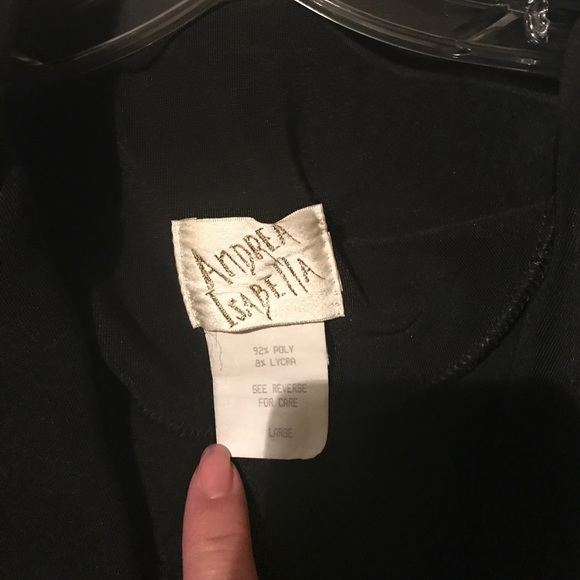 ANDREA
ISABELLA
92% POLY
8% LYCRA
SEE REVERSE
FOR CARE
LARGE